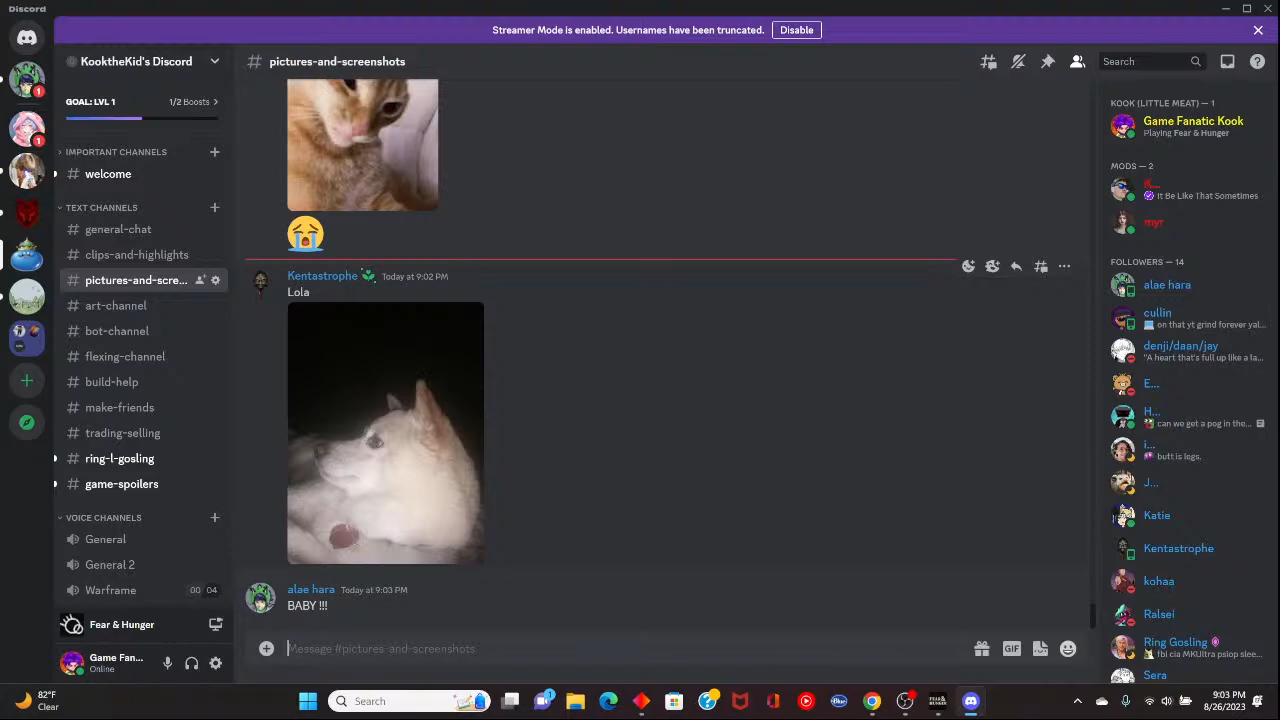 Discord
Streamer Mode is enabled. Usernames have been truncated. Disable
KooktheKid's Discord
pictures-and-screenshots
Search
GOAL: LVL 1 1/2 Boosts
IMPORTANT CHANNELS
welcome
TEXT CHANNELS
general-chat
clips-and-highlights
pictures-and-scre...
art-channel
bot-channel
flexing-channel
build-help
make-friends
trading-selling
ring-l-gosling
game-spoilers
VOICE CHANNELS
General
General 2
Warframe 00 04
Fear & Hunger
Game Fan...
Online
Kentastrophe Today at 9:02 PM
Lola
alae hara Today at 9:03 PM
BABY !!!
Message #pictures-and-screenshots
GIF
KOOK (LITTLE MEAT) — 1
Game Fanatic Kook
Playing Fear & Hunger
MODS — 2
It Be Like That Sometimes
myr
FOLLOWERS — 14
alae hara
cullin
on that yt grind forever yal...
denji/daan/jay
"A heart that's full up like a la...
E...
H...
can we get a pog in the...
i...
butt is legs.
J...
Katie
Kentastrophe
kohaa
Ralsei
Ring Gosling
tbl cia MKUltra psiop slee...
Sera
82°F
Clear
Search
8/26/2023